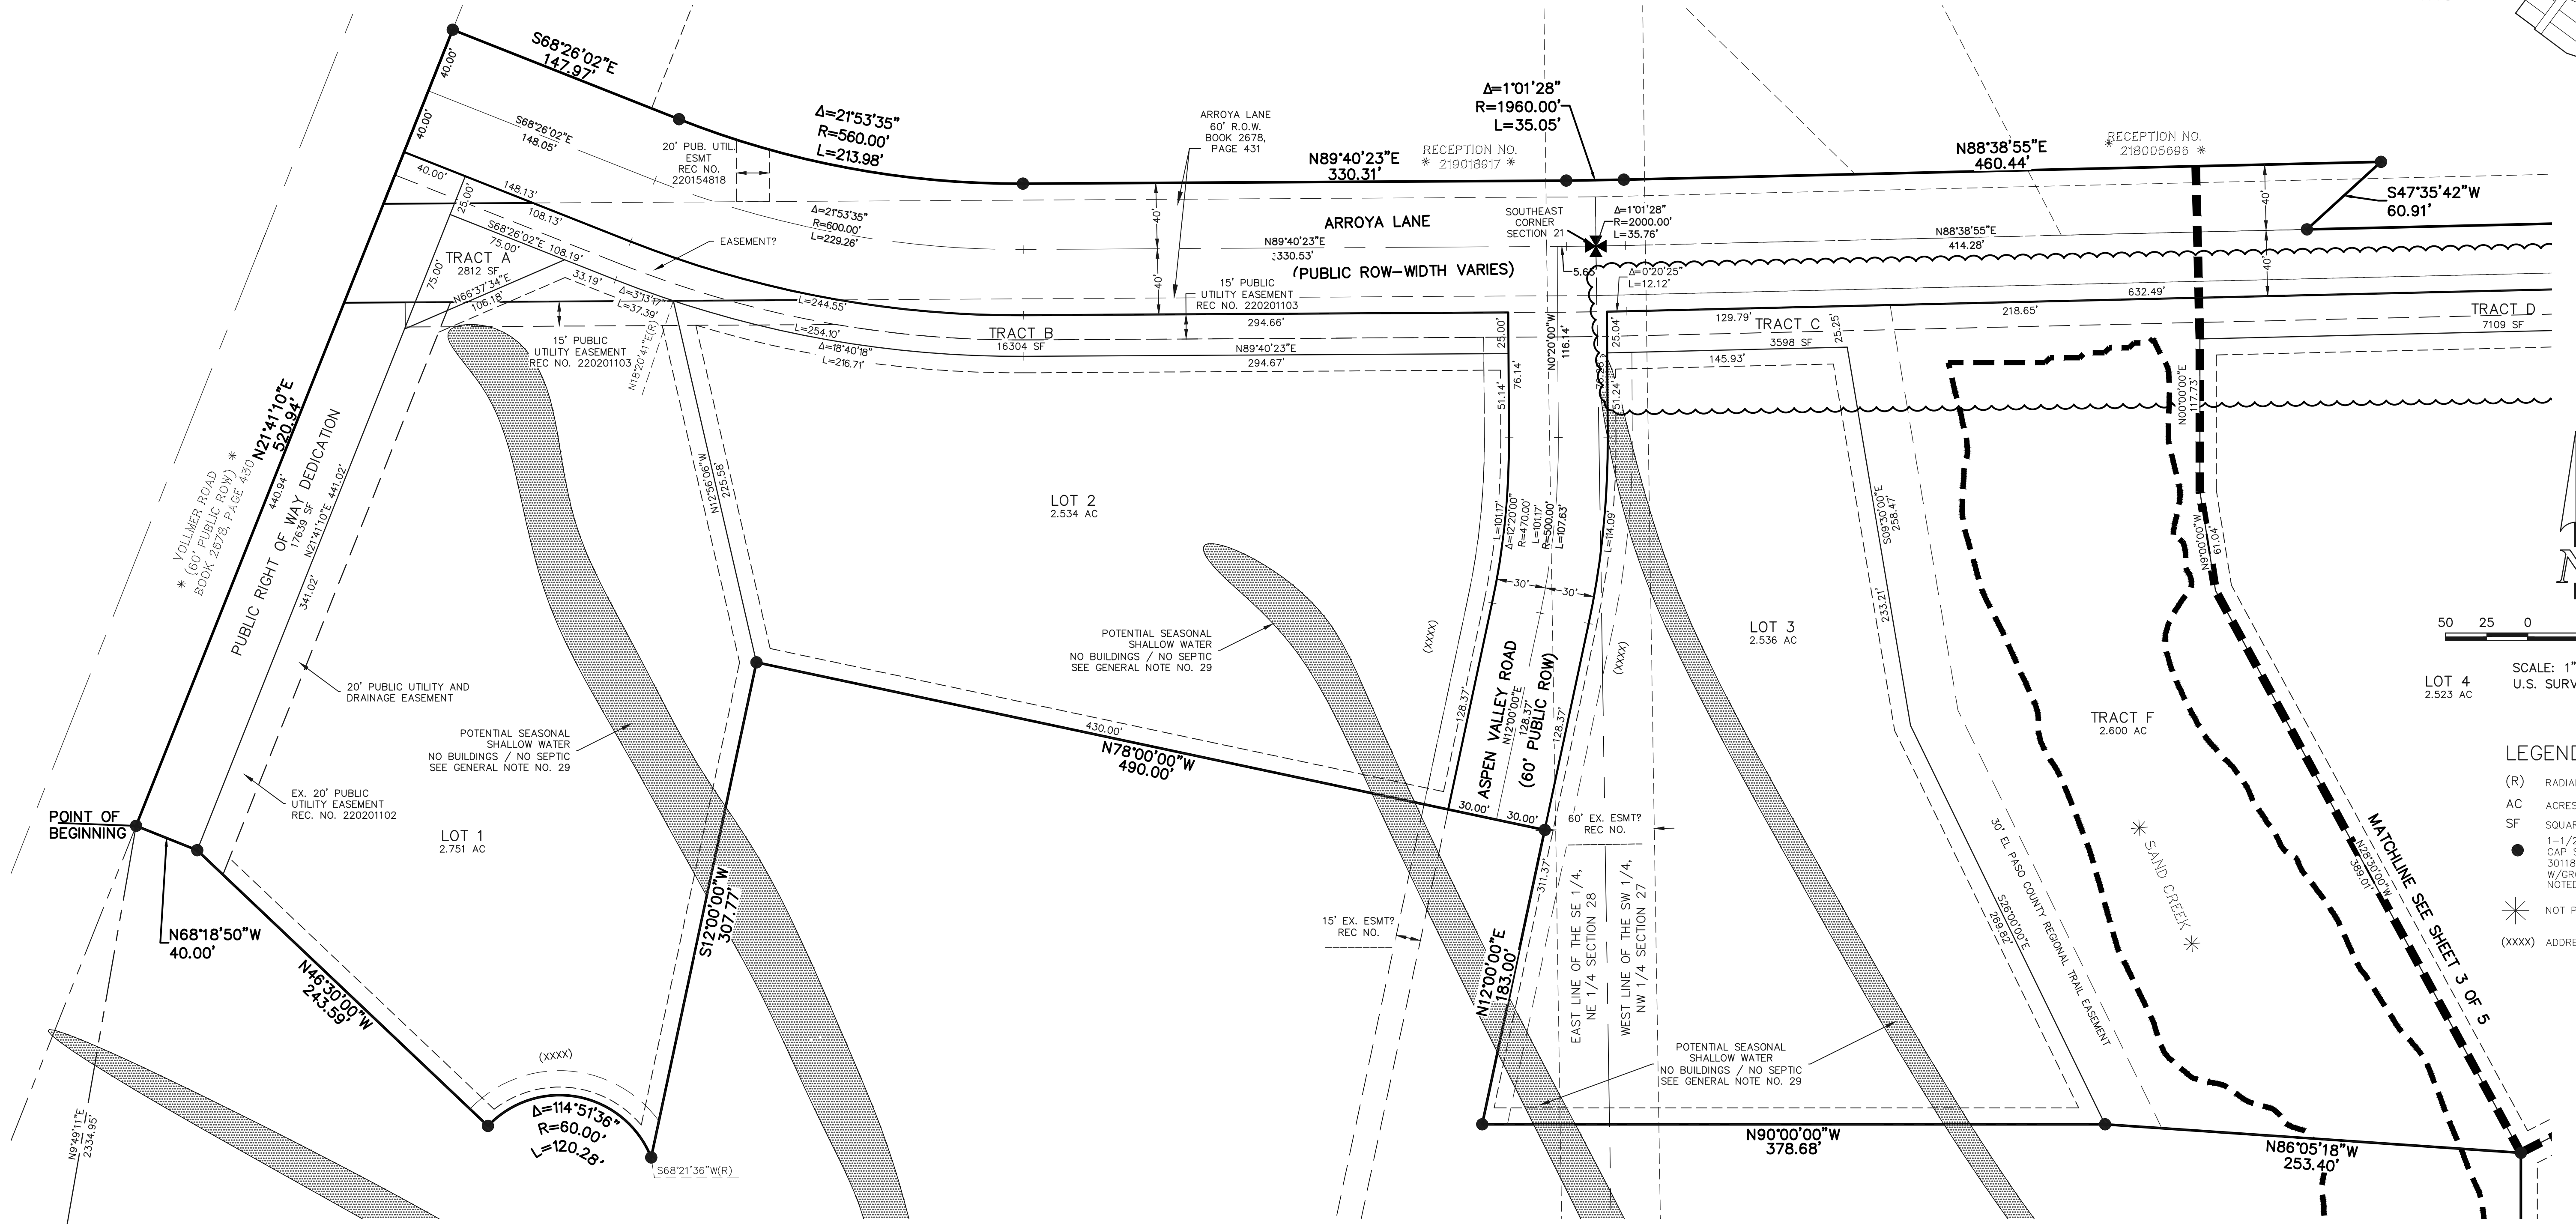 S68°26'02"E
147.97'
40.00'
40.00'
S68°26'02"E
148.05'
Δ=21°53'35"
R=560.00'
L=213.98'
20' PUB. UTIL.
ESMT
REC NO.
220154818
ARROYA LANE
60' R.O.W.
BOOK 2678,
PAGE 431
N89°40'23"E
330.31'
RECEPTION NO.
* 219018917 *
Δ=1°01'28"
R=1960.00'
L=35.05'
N88°38'55"E
460.44'
RECEPTION NO.
* 218005696 *
S47°35'42"W
60.91'
40'
40'
40'
40'
ARROYA LANE
(PUBLIC ROW-WIDTH VARIES)
SOUTHEAST
CORNER
SECTION 21
Δ=1°01'28"
R=2000.00'
L=35.76'
N89°40'23"E
330.53'
N88°38'55"E
414.28'
5.65'
Δ=0°20'25"
L=12.12'
Δ=21°53'35"
R=600.00'
L=229.26'
EASEMENT?
40.00'
148.13'
108.13'
25.00'
S68°26'02"E 108.19'
75.00'
75.00'
TRACT A
2812 SF
N66°37'34"E
106.18'
33.19'
Δ=3°13'17"
L=37.39'
L=244.55'
L=254.10'
Δ=18°40'18"
L=216.71'
N18°20'41"E(R)
15' PUBLIC
UTILITY EASEMENT
REC NO. 220201103
15' PUBLIC
UTILITY EASEMENT
REC NO. 220201103
TRACT B
16304 SF
294.66'
N89°40'23"E
294.67'
25.00'
76.14'
51.14'
N0°20'00"W
116.14'
25.04'
51.24'
129.79'
TRACT C
3598 SF
145.93'
25.25'
218.65'
632.49'
TRACT D
7109 SF
N00°00'00"E
117.73'
N9°00'00"W
61.04'
N21°41'10"E
520.94'
VOLLMER ROAD
* (60' PUBLIC ROW) *
BOOK 2678, PAGE 430
440.94'
PUBLIC RIGHT OF WAY DEDICATION
17639 SF
N21°41'10"E 441.02'
341.02'
N12°56'06"W
225.58'
LOT 2
2.534 AC
L=101.17'
Δ=12°20'00"
R=470.00'
L=101.17'
R=500.00'
L=107.63'
L=114.09'
30'
30'
S09°30'00"E
258.47'
233.21'
LOT 3
2.536 AC
POTENTIAL SEASONAL
SHALLOW WATER
NO BUILDINGS / NO SEPTIC
SEE GENERAL NOTE NO. 29
(XXXX)
(XXXX)
128.37'
ASPEN VALLEY ROAD
N12°00'00"E
128.37'
(60' PUBLIC ROW)
128.37'
20' PUBLIC UTILITY AND
DRAINAGE EASEMENT
POTENTIAL SEASONAL
SHALLOW WATER
NO BUILDINGS / NO SEPTIC
SEE GENERAL NOTE NO. 29
EX. 20' PUBLIC
UTILITY EASEMENT
REC. NO. 220201102
POINT OF
BEGINNING
LOT 1
2.751 AC
430.00'
N78°00'00"W
490.00'
30.00'
30.00'
60' EX. ESMT?
REC NO.
311.37'
15' EX. ESMT?
REC NO.
EAST LINE OF THE SE 1/4,
NE 1/4 SECTION 28
WEST LINE OF THE SW 1/4,
NW 1/4 SECTION 27
N12°00'00"E
183.00'
S12°00'00"W
307.77'
N68°18'50"W
40.00'
N46°30'00"W
243.59'
(XXXX)
Δ=114°51'36"
R=60.00'
L=120.28'
S68°21'36"W(R)
N9°49'11"E
2334.95'
POTENTIAL SEASONAL
SHALLOW WATER
NO BUILDINGS / NO SEPTIC
SEE GENERAL NOTE NO. 29
N90°00'00"W
378.68'
N86°05'18"W
253.40'
S26°00'00"E
269.82'
30' EL PASO COUNTY REGIONAL TRAIL EASEMENT
TRACT F
2.600 AC
* SAND CREEK *
MATCHLINE SEE SHEET 3 OF 5
N28°30'00"W
389.01'
LOT 4
2.523 AC
50 25 0
SCALE: 1"
U.S. SURV
LEGEND
(R) RADIA
AC ACRES
SF SQUAR
1-1/2
CAP S
30118
W/GRO
NOTED
NOT P
(XXXX) ADDRE